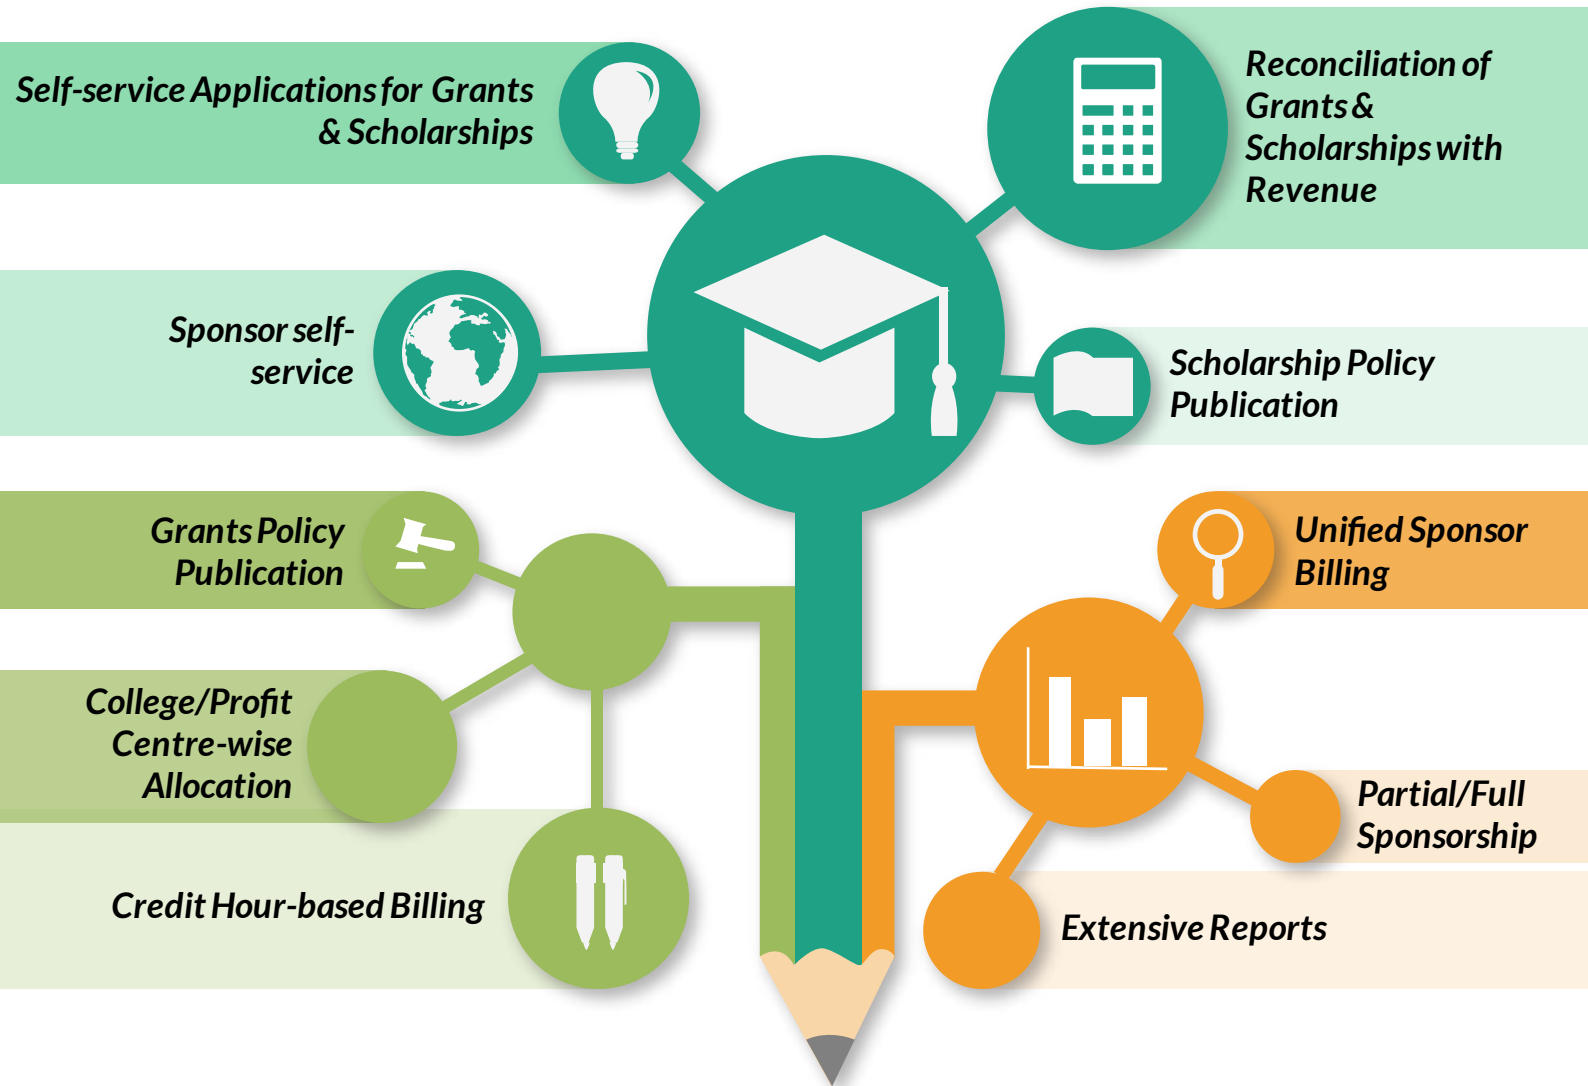 Self-service Applications for Grants
& Scholarships
Reconciliation of
Grants &
Scholarships with
Revenue
Sponsor self-
service
Scholarship Policy
Publication
Grants Policy
Publication
Unified Sponsor
Billing
College/Profit
Centre-wise
Allocation
Partial/Full
Sponsorship
Credit Hour-based Billing
Extensive Reports